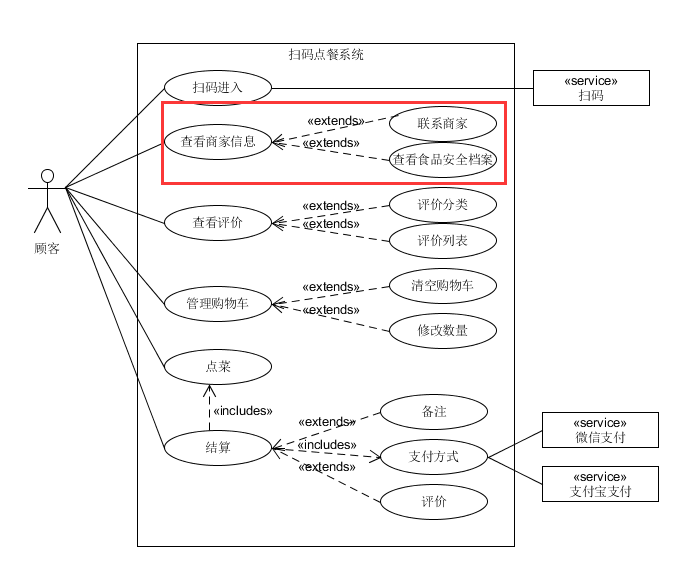 扫码点餐系统
扫码进入
«service»
扫码
«extends»
联系商家
查看商家信息
«extends»
查看食品安全档案
顾客
«extends»
评价分类
查看评价
«extends»
评价列表
«extends»
清空购物车
管理购物车
«extends»
修改数量
点菜
«includes»
«extends»
备注
结算
«includes»
支付方式
«extends»
评价
«service»
微信支付
«service»
支付宝支付